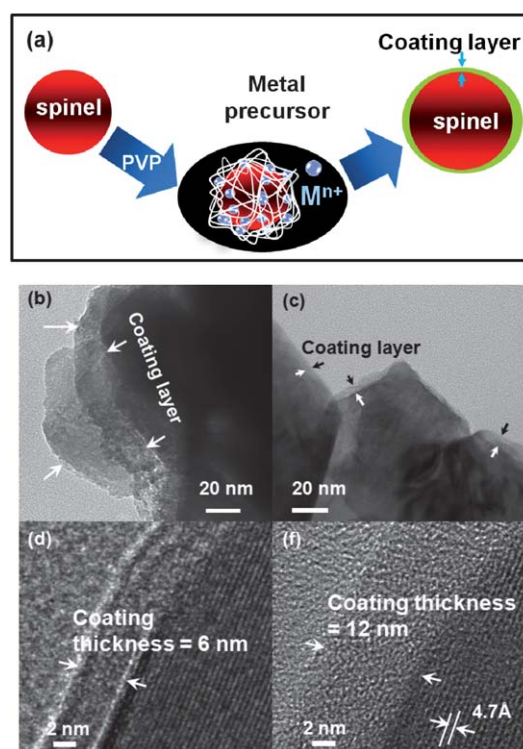 (a)
Coating layer
Metal
precursor
spinel
PVP
Mn+
spinel
(b)
Coating layer
20 nm
(c)
Coating layer
20 nm
(d)
Coating
thickness = 6 nm
2 nm
(f)
Coating thickness
= 12 nm
4.7Å
2 nm